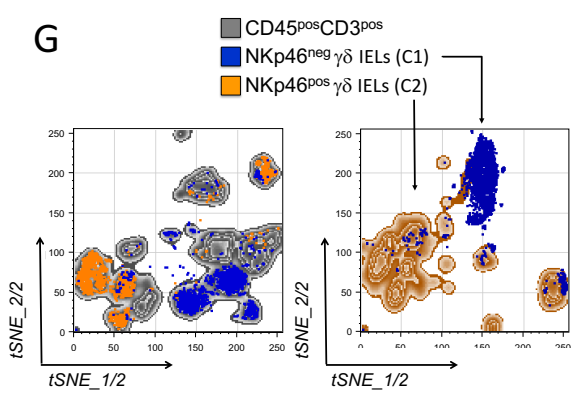 G
CD45posCD3pos
NKp46neg γδ IELs (C1)
NKp46pos γδ IELs (C2)
250
200
150
100
50
0
0 50 100 150 200 250
tSNE_2/2
tSNE_1/2
250
200
150
100
50
0
0 50 100 150 200 250
tSNE_2/2
tSNE_1/2